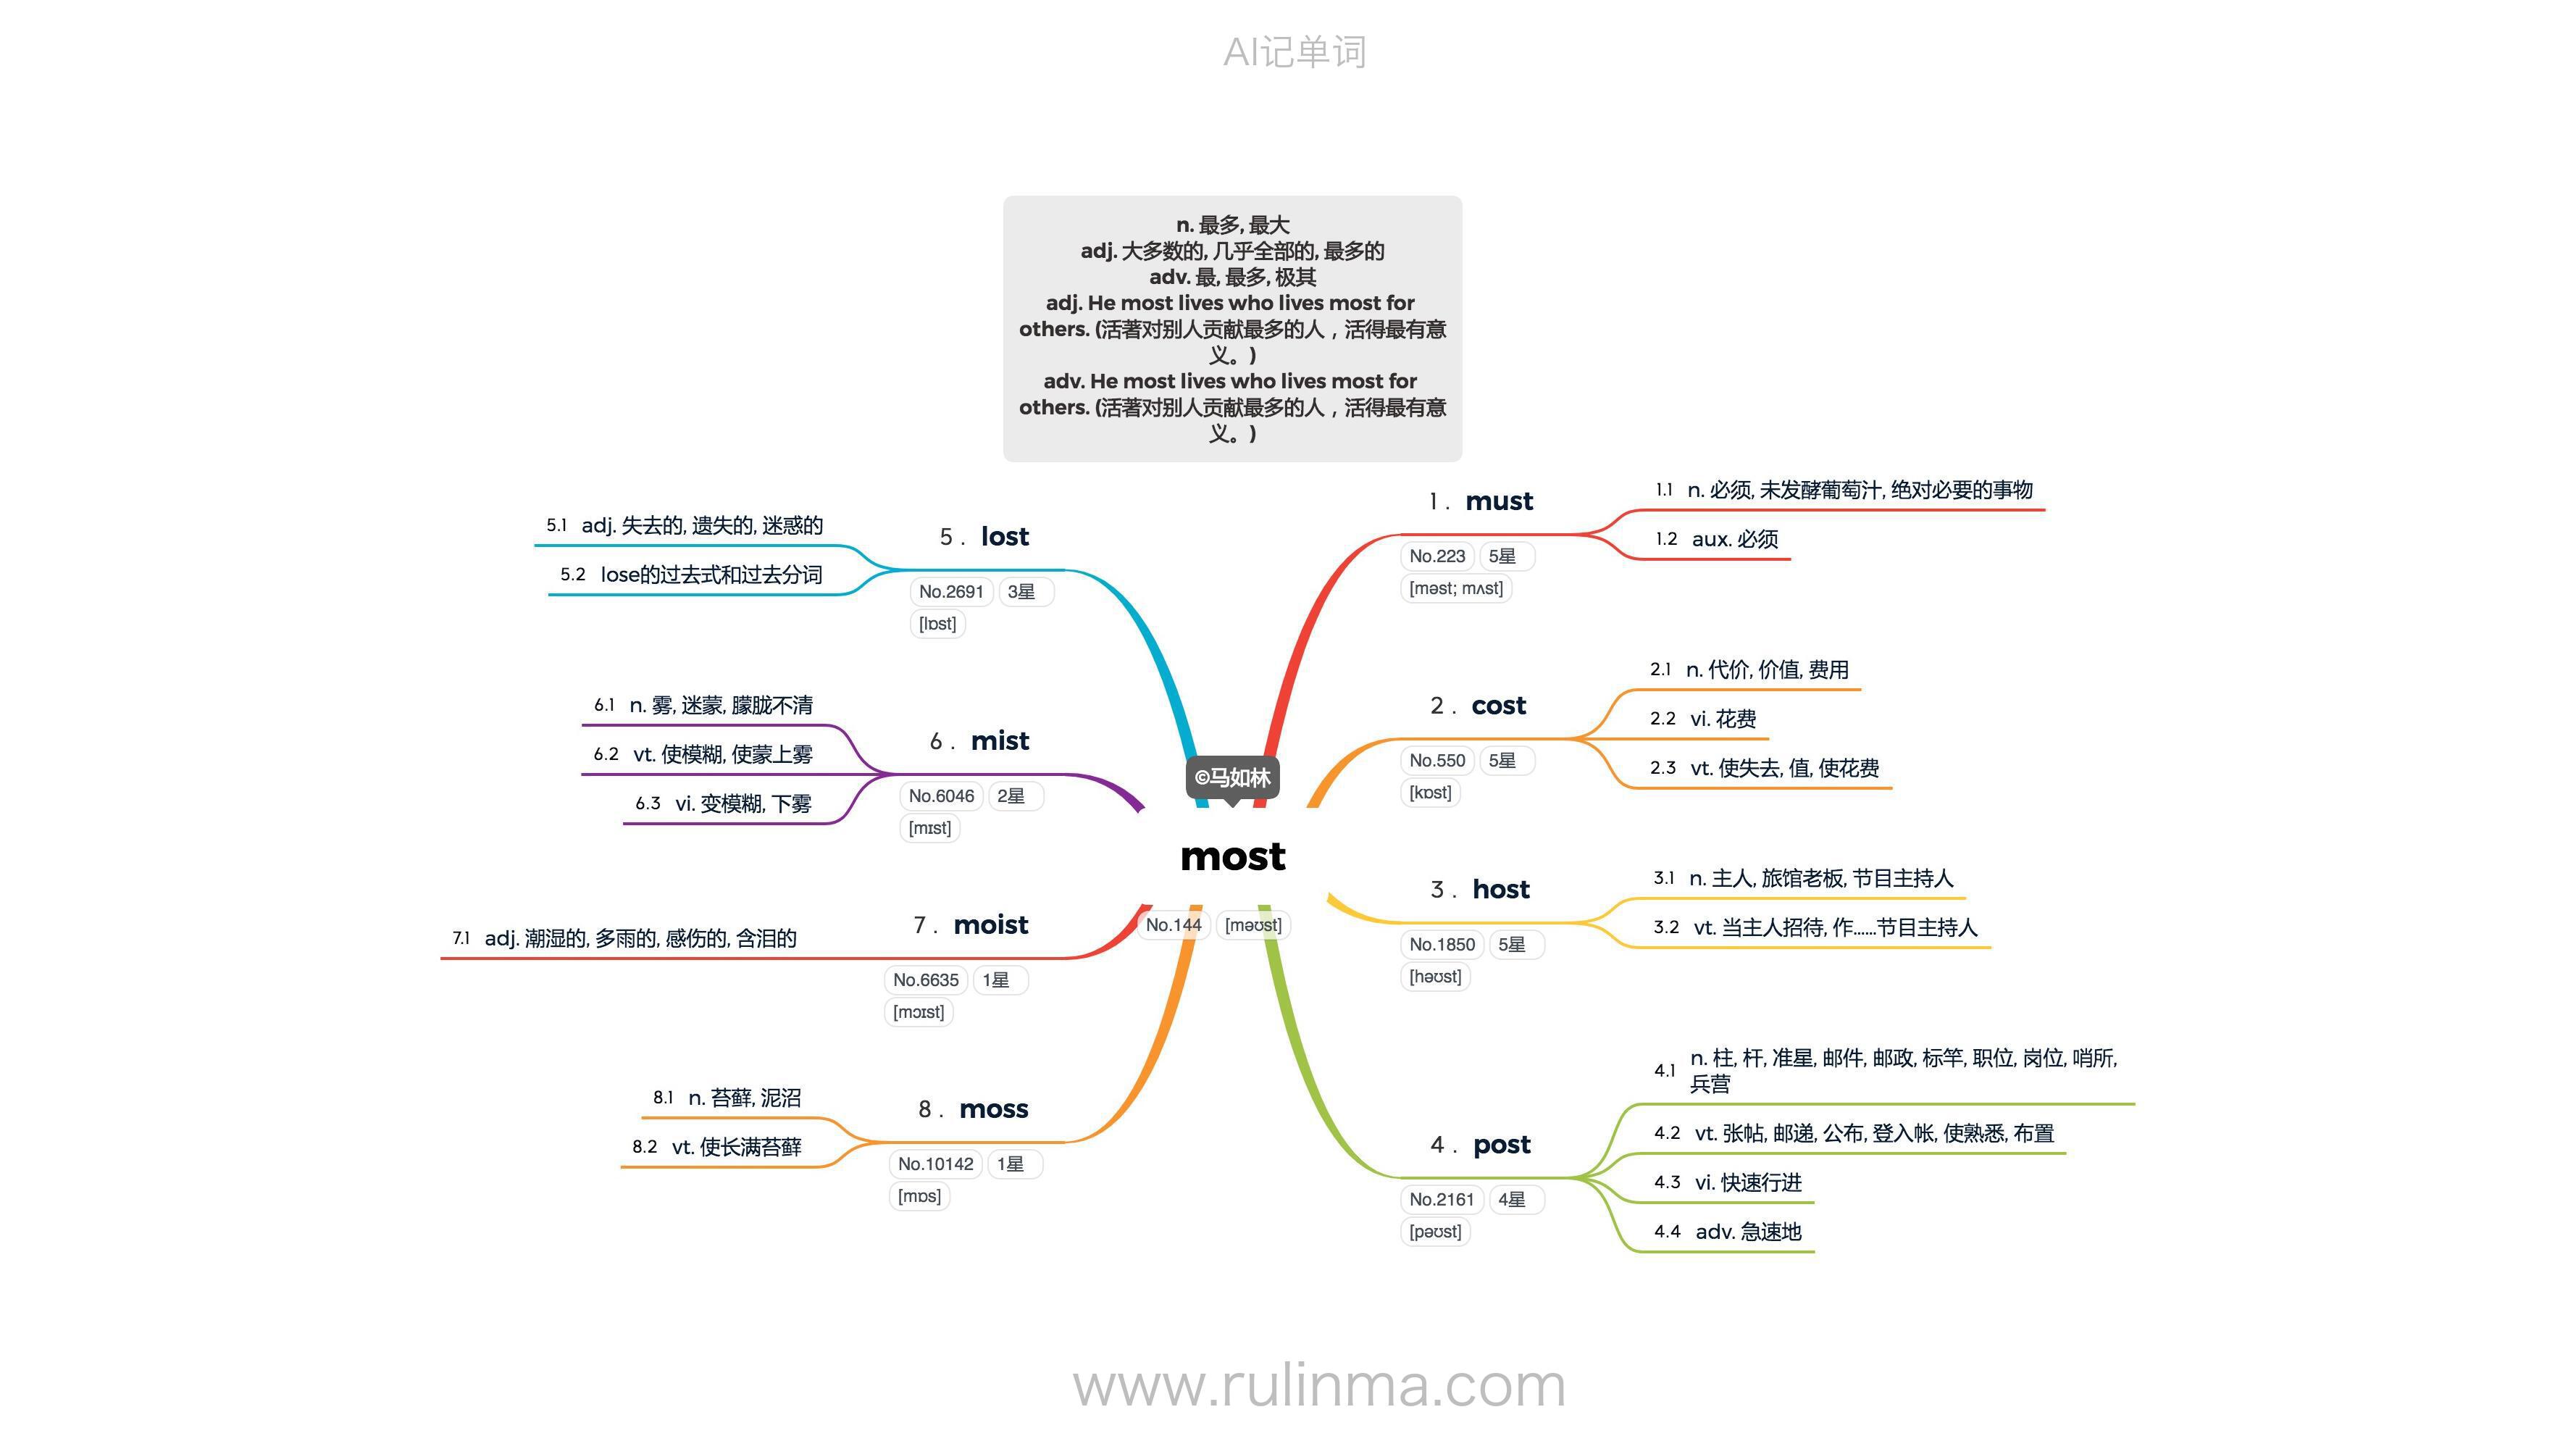 AI记单词
n. 最多, 最大
adj. 大多数的, 几乎全部的, 最多的
adv. 最, 最多, 极其
adj. He most lives who lives most for
others. (活著对别人贡献最多的人，活得最有意
义。)
adv. He most lives who lives most for
others. (活著对别人贡献最多的人，活得最有意
义。)
©马如林
most
No.144 [məʊst]
1 . must
No.223 5星
[məst; mʌst]
1.1 n. 必须, 未发酵葡萄汁, 绝对必要的事物
1.2 aux. 必须
2 . cost
No.550 5星
[kɒst]
2.1 n. 代价, 价值, 费用
2.2 vi. 花费
2.3 vt. 使失去, 值, 使花费
3 . host
No.1850 5星
[həʊst]
3.1 n. 主人, 旅馆老板, 节目主持人
3.2 vt. 当主人招待, 作……节目主持人
4 . post
No.2161 4星
[pəʊst]
4.1 n. 柱, 杆, 准星, 邮件, 邮政, 标竿, 职位, 岗位, 哨所,
兵营
4.2 vt. 张帖, 邮递, 公布, 登入帐, 使熟悉, 布置
4.3 vi. 快速行进
4.4 adv. 急速地
5 . lost
No.2691 3星
[lɒst]
5.1 adj. 失去的, 遗失的, 迷惑的
5.2 lose的过去式和过去分词
6 . mist
No.6046 2星
[mɪst]
6.1 n. 雾, 迷蒙, 朦胧不清
6.2 vt. 使模糊, 使蒙上雾
6.3 vi. 变模糊, 下雾
7 . moist
No.6635 1星
[mɔɪst]
7.1 adj. 潮湿的, 多雨的, 感伤的, 含泪的
8 . moss
No.10142 1星
[mɒs]
8.1 n. 苔藓, 泥沼
8.2 vt. 使长满苔藓
www.rulinma.com